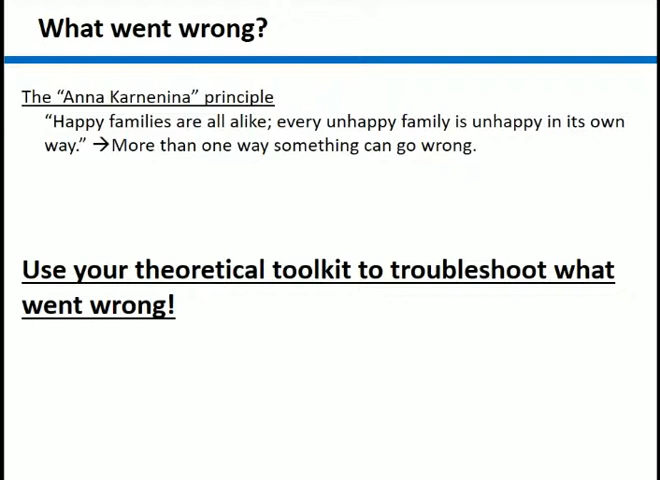 What went wrong?
The “Anna Karnenina” principle
“Happy families are all alike; every unhappy family is unhappy in its own
way.” →More than one way something can go wrong.
Use your theoretical toolkit to troubleshoot what
went wrong!